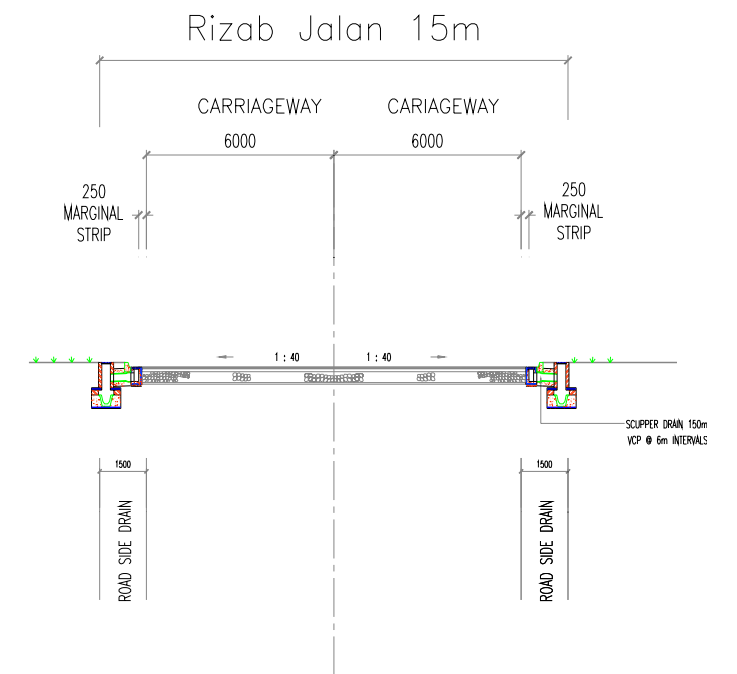 Rizab Jalan 15m
CARRIAGEWAY
CARIAGEWAY
6000
6000
250
MARGINAL
STRIP
250
MARGINAL
STRIP
1 : 40
1 : 40
SCUPPER DRAIN 150m
VCP @ 6m INTERVALS
1500
1500
ROAD SIDE DRAIN
ROAD SIDE DRAIN